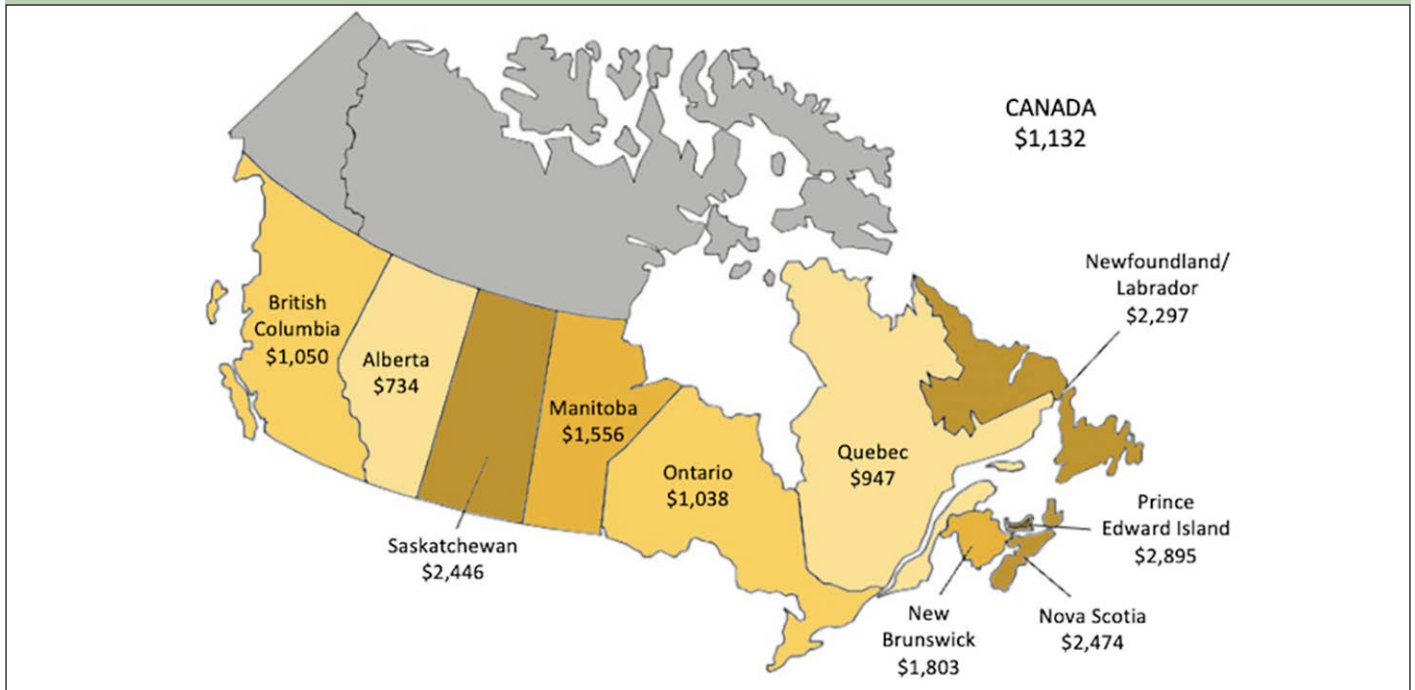 CANADA
$1,132
Newfoundland/
Labrador
$2,297
British
Columbia
$1,050
Alberta
$734
Manitoba
$1,556
Ontario
$1,038
Quebec
$947
Prince
Edward Island
$2,895
Saskatchewan
$2,446
New
Brunswick
$1,803
Nova Scotia
$2,474